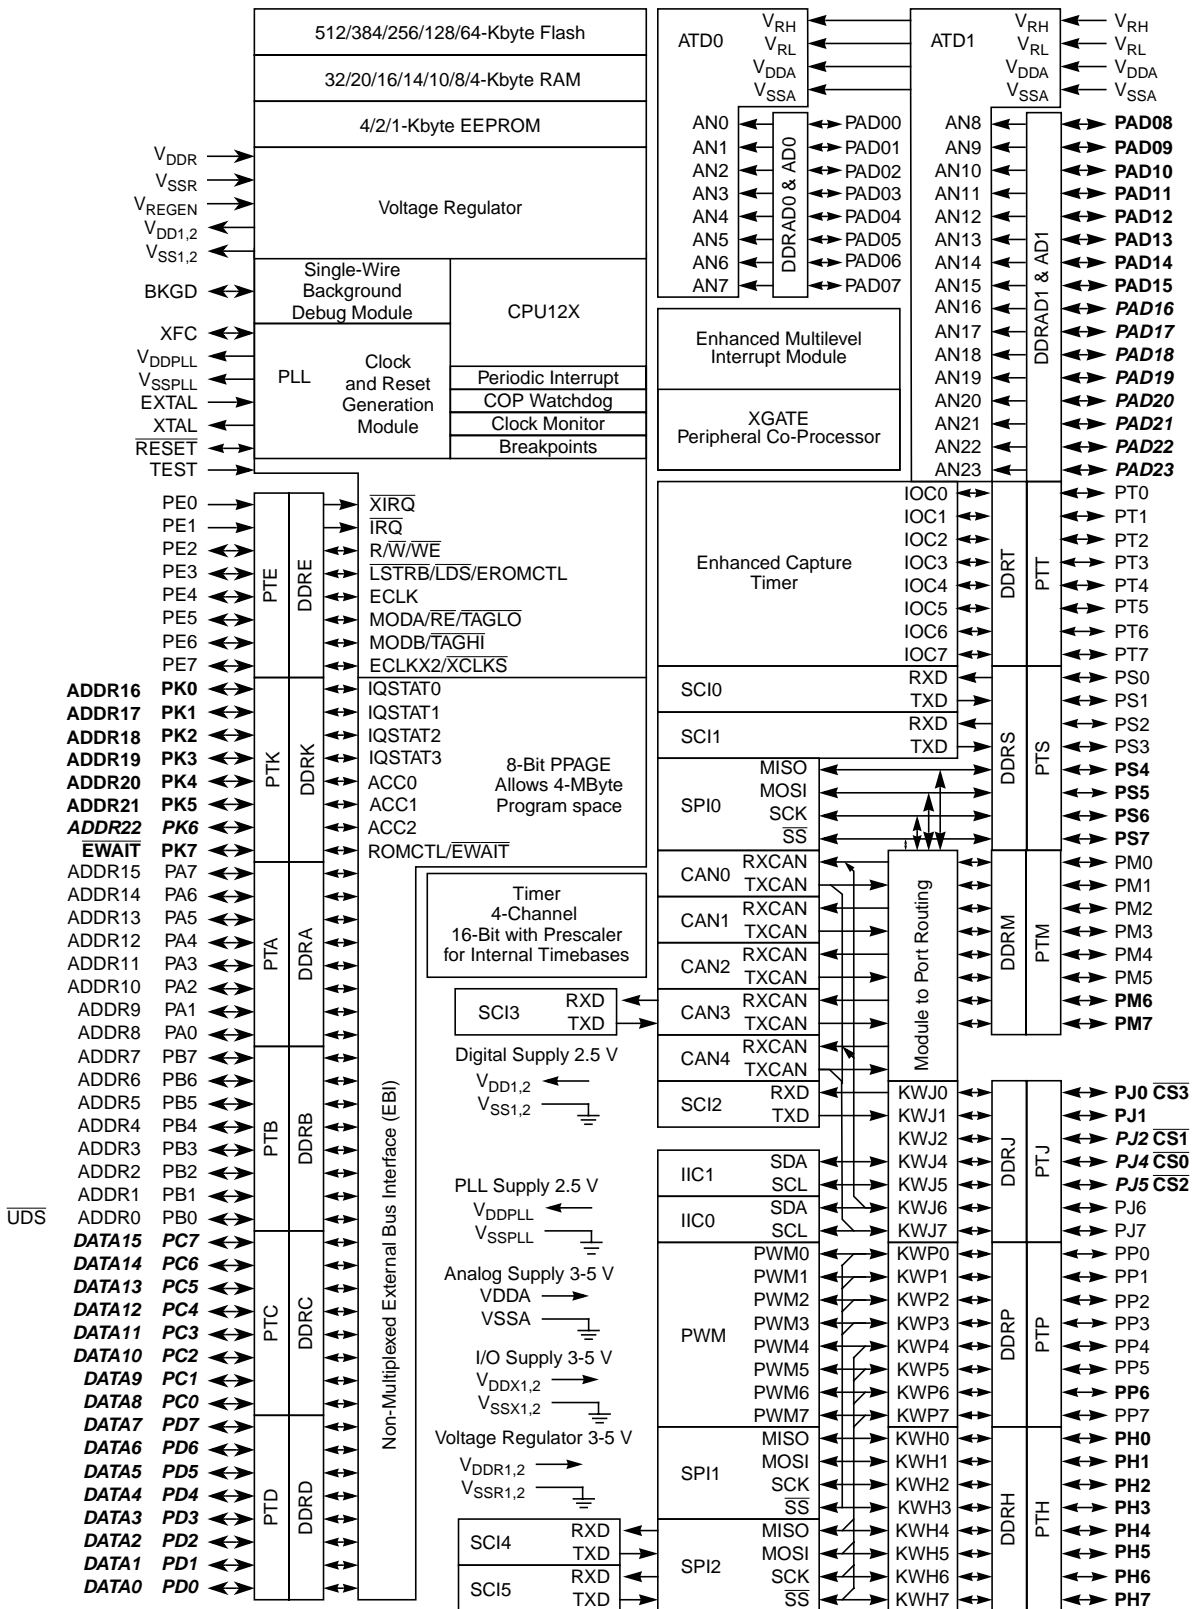 512/384/256/128/64-Kbyte Flash
32/20/16/14/10/8/4-Kbyte RAM
4/2/1-Kbyte EEPROM
VDDR
VSSR
VREGEN
VDD1,2
VSS1,2
Voltage Regulator
Single-Wire
Background
Debug Module
CPU12X
BKGD
XFC
VDDPLL
VSSPLL
EXTAL
XTAL
RESET
TEST
PLL
Clock
and Reset
Generation
Module
Periodic Interrupt
COP Watchdog
Clock Monitor
Breakpoints
PE0
PE1
PE2
PE3
PE4
PE5
PE6
PE7
PTE
DDRE
XIRQ
IRQ
R/W/WE
LSTRB/LDS/EROMCTL
ECLK
MODA/RE/TAGLO
MODB/TAGHI
ECLKX2/XCLKS
ADDR16 PK0
ADDR17 PK1
ADDR18 PK2
ADDR19 PK3
ADDR20 PK4
ADDR21 PK5
ADDR22 PK6
EWAIT PK7
PTK
DDRK
IQSTAT0
IQSTAT1
IQSTAT2
IQSTAT3
ACC0
ACC1
ACC2
ROMCTL/EWAIT
8-Bit PPAGE
Allows 4-MByte
Program space
ADDR15 PA7
ADDR14 PA6
ADDR13 PA5
ADDR12 PA4
ADDR11 PA3
ADDR10 PA2
ADDR9 PA1
ADDR8 PA0
PTA
DDRA
ADDR7 PB7
ADDR6 PB6
ADDR5 PB5
ADDR4 PB4
ADDR3 PB3
ADDR2 PB2
ADDR1 PB1
UDS ADDR0 PB0
PTB
DDRB
DATA15 PC7
DATA14 PC6
DATA13 PC5
DATA12 PC4
DATA11 PC3
DATA10 PC2
DATA9 PC1
DATA8 PC0
PTC
DDRC
DATA7 PD7
DATA6 PD6
DATA5 PD5
DATA4 PD4
DATA3 PD3
DATA2 PD2
DATA1 PD1
DATA0 PD0
PTD
DDRD
Non-Multiplexed External Bus Interface (EBI)
Timer
4-Channel
16-Bit with Prescaler
for Internal Timebases
SCI3
RXD
TXD
Digital Supply 2.5 V
VDD1,2
VSS1,2
PLL Supply 2.5 V
VDDPLL
VSSPLL
Analog Supply 3-5 V
VDDA
VSSA
I/O Supply 3-5 V
VDDX1,2
VSSX1,2
Voltage Regulator 3-5 V
VDDR1,2
VSSR1,2
SCI4
RXD
TXD
SCI5
RXD
TXD
ATD0
VRH
VRL
VDDA
VSSA
AN0
AN1
AN2
AN3
AN4
AN5
AN6
AN7
DDRAD0 & AD0
PAD00
PAD01
PAD02
PAD03
PAD04
PAD05
PAD06
PAD07
ATD1
VRH
VRL
VDDA
VSSA
VRH
VRL
VDDA
VSSA
AN8
AN9
AN10
AN11
AN12
AN13
AN14
AN15
AN16
AN17
AN18
AN19
AN20
AN21
AN22
AN23
DDRAD1 & AD1
PAD08
PAD09
PAD10
PAD11
PAD12
PAD13
PAD14
PAD15
PAD16
PAD17
PAD18
PAD19
PAD20
PAD21
PAD22
PAD23
Enhanced Multilevel
Interrupt Module
XGATE
Peripheral Co-Processor
Enhanced Capture
Timer
IOC0
IOC1
IOC2
IOC3
IOC4
IOC5
IOC6
IOC7
DDRT
PTT
PT0
PT1
PT2
PT3
PT4
PT5
PT6
PT7
SCI0
RXD
TXD
SCI1
RXD
TXD
SPI0
MISO
MOSI
SCK
SS
DDRS
PTS
PS0
PS1
PS2
PS3
PS4
PS5
PS6
PS7
CAN0
RXCAN
TXCAN
CAN1
RXCAN
TXCAN
CAN2
RXCAN
TXCAN
CAN3
RXCAN
TXCAN
CAN4
RXCAN
TXCAN
Module to Port Routing
DDRM
PTM
PM0
PM1
PM2
PM3
PM4
PM5
PM6
PM7
SCI2
RXD
TXD
IIC1
SDA
SCL
IIC0
SDA
SCL
KWJ0
KWJ1
KWJ2
KWJ4
KWJ5
KWJ6
KWJ7
DDRJ
PTJ
PJ0 CS3
PJ1
PJ2 CS1
PJ4 CS0
PJ5 CS2
PJ6
PJ7
PWM
PWM0
PWM1
PWM2
PWM3
PWM4
PWM5
PWM6
PWM7
KWP0
KWP1
KWP2
KWP3
KWP4
KWP5
KWP6
KWP7
DDRP
PTP
PP0
PP1
PP2
PP3
PP4
PP5
PP6
PP7
SPI1
MISO
MOSI
SCK
SS
SPI2
MISO
MOSI
SCK
SS
KWH0
KWH1
KWH2
KWH3
KWH4
KWH5
KWH6
KWH7
DDRH
PTH
PH0
PH1
PH2
PH3
PH4
PH5
PH6
PH7